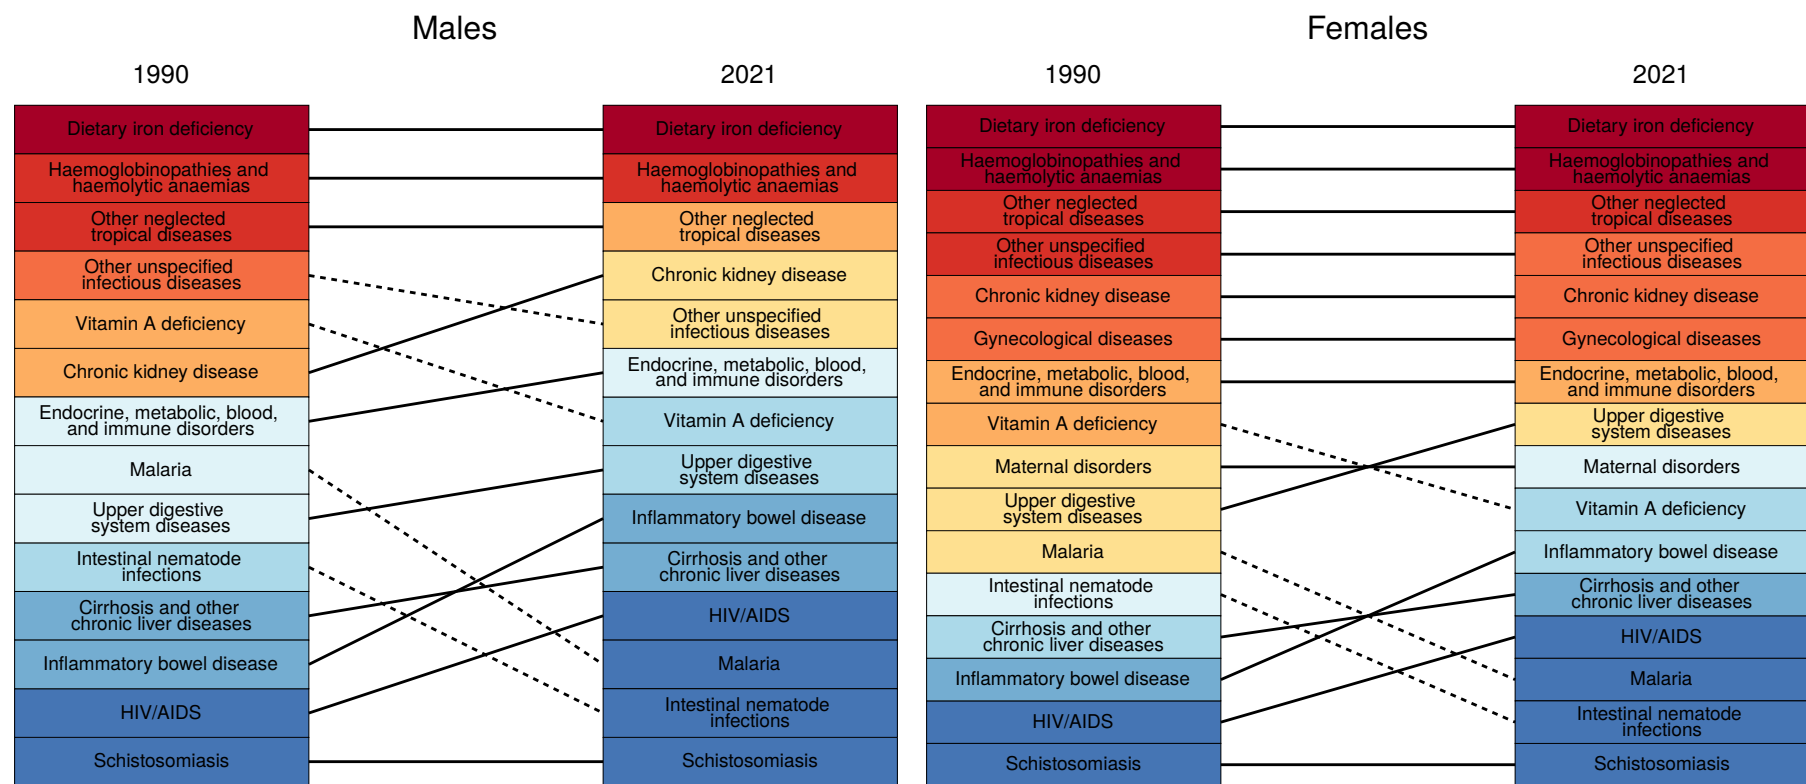 Males
1990
2021
Dietary iron deficiency
Haemoglobinopathies and
haemolytic anaemias
Other neglected
tropical diseases
Other unspecified
infectious diseases
Vitamin A deficiency
Chronic kidney disease
Endocrine, metabolic, blood,
and immune disorders
Malaria
Upper digestive
system diseases
Intestinal nematode
infections
Cirrhosis and other
chronic liver diseases
Inflammatory bowel disease
HIV/AIDS
Schistosomiasis
Dietary iron deficiency
Haemoglobinopathies and
haemolytic anaemias
Other neglected
tropical diseases
Chronic kidney disease
Other unspecified
infectious diseases
Endocrine, metabolic, blood,
and immune disorders
Vitamin A deficiency
Upper digestive
system diseases
Inflammatory bowel disease
Cirrhosis and other
chronic liver diseases
HIV/AIDS
Malaria
Intestinal nematode
infections
Schistosomiasis
Females
1990
2021
Dietary iron deficiency
Haemoglobinopathies and
haemolytic anaemias
Other neglected
tropical diseases
Other unspecified
infectious diseases
Chronic kidney disease
Gynecological diseases
Endocrine, metabolic, blood,
and immune disorders
Vitamin A deficiency
Maternal disorders
Upper digestive
system diseases
Malaria
Intestinal nematode
infections
Cirrhosis and other
chronic liver diseases
Inflammatory bowel disease
HIV/AIDS
Schistosomiasis
Dietary iron deficiency
Haemoglobinopathies and
haemolytic anaemias
Other neglected
tropical diseases
Other unspecified
infectious diseases
Chronic kidney disease
Gynecological diseases
Endocrine, metabolic, blood,
and immune disorders
Upper digestive
system diseases
Maternal disorders
Vitamin A deficiency
Inflammatory bowel disease
Cirrhosis and other
chronic liver diseases
HIV/AIDS
Malaria
Intestinal nematode
infections
Schistosomiasis